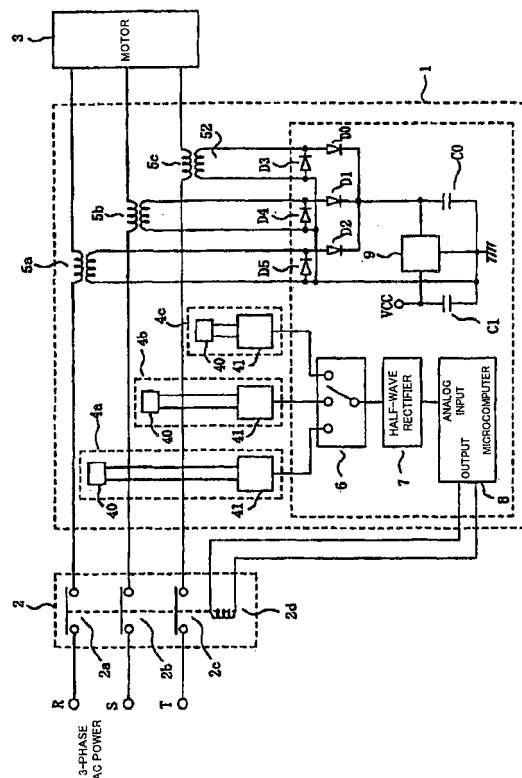 3
MOTOR
1
5a
5b
5c
52
D3
D0
D4
D1
D5
D2
C0
9
VCC
C1
4a
4b
4c
40
41
40
41
40
41
6
HALF-WAVE
RECTIFIER
7
ANALOG
INPUT
OUTPUT
MICROCOMPUTER
8
2
2a
2b
2c
2d
R
S
T
3-PHASE
AC POWER